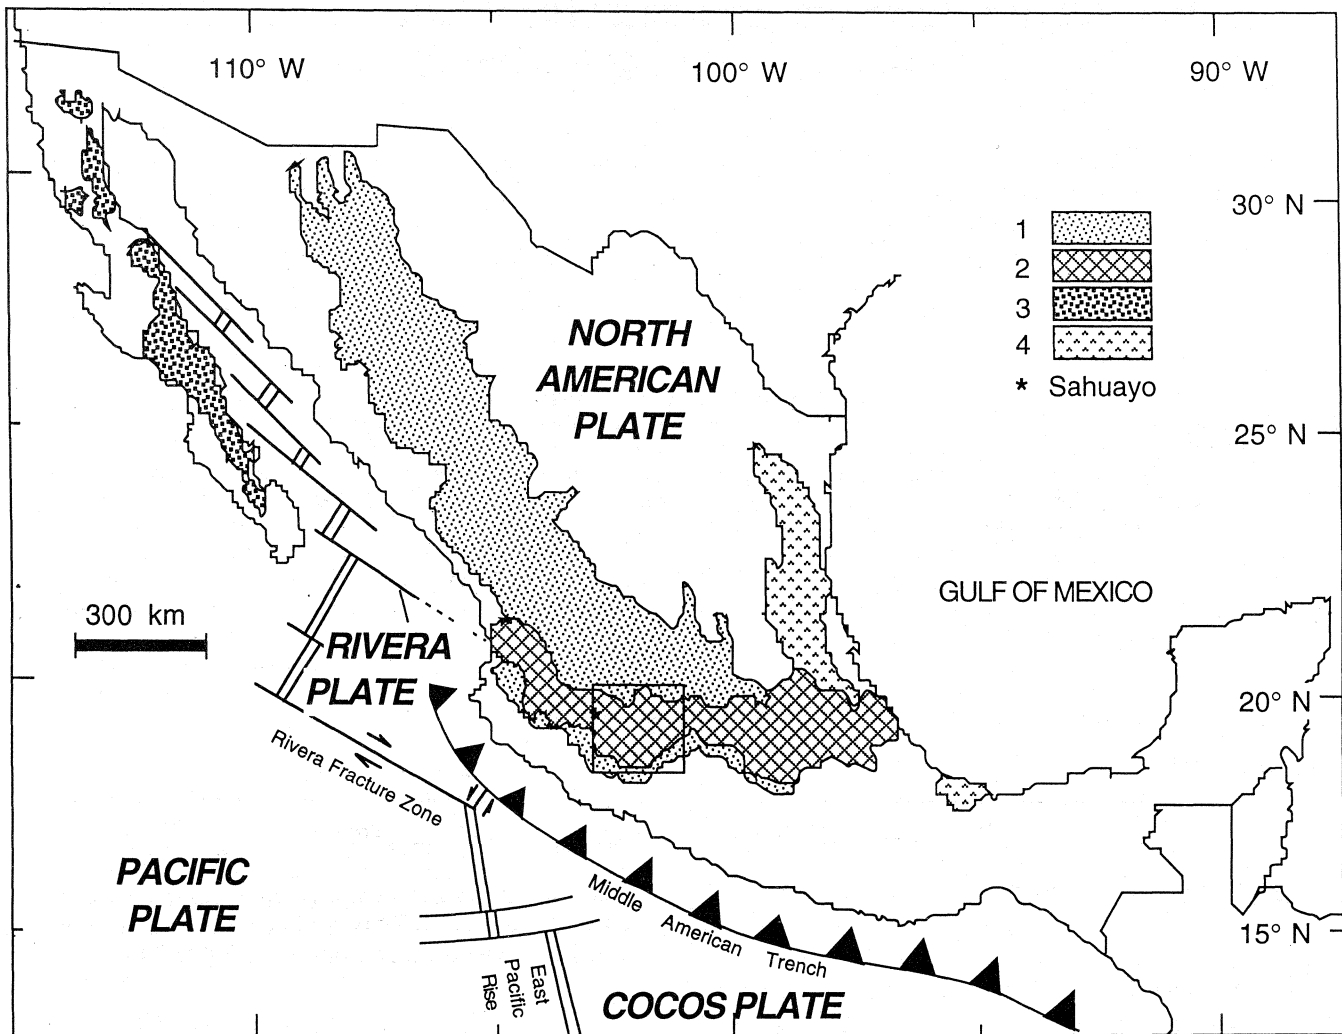 110° W
100° W
90° W
30° N
1
2
3
4
* Sahuayo
NORTH
AMERICAN
PLATE
25° N
GULF OF MEXICO
300 km
RIVERA
PLATE
20° N
Rivera Fracture Zone
PACIFIC
PLATE
Middle American Trench
15° N
East
Pacific
Rise
COCOS PLATE